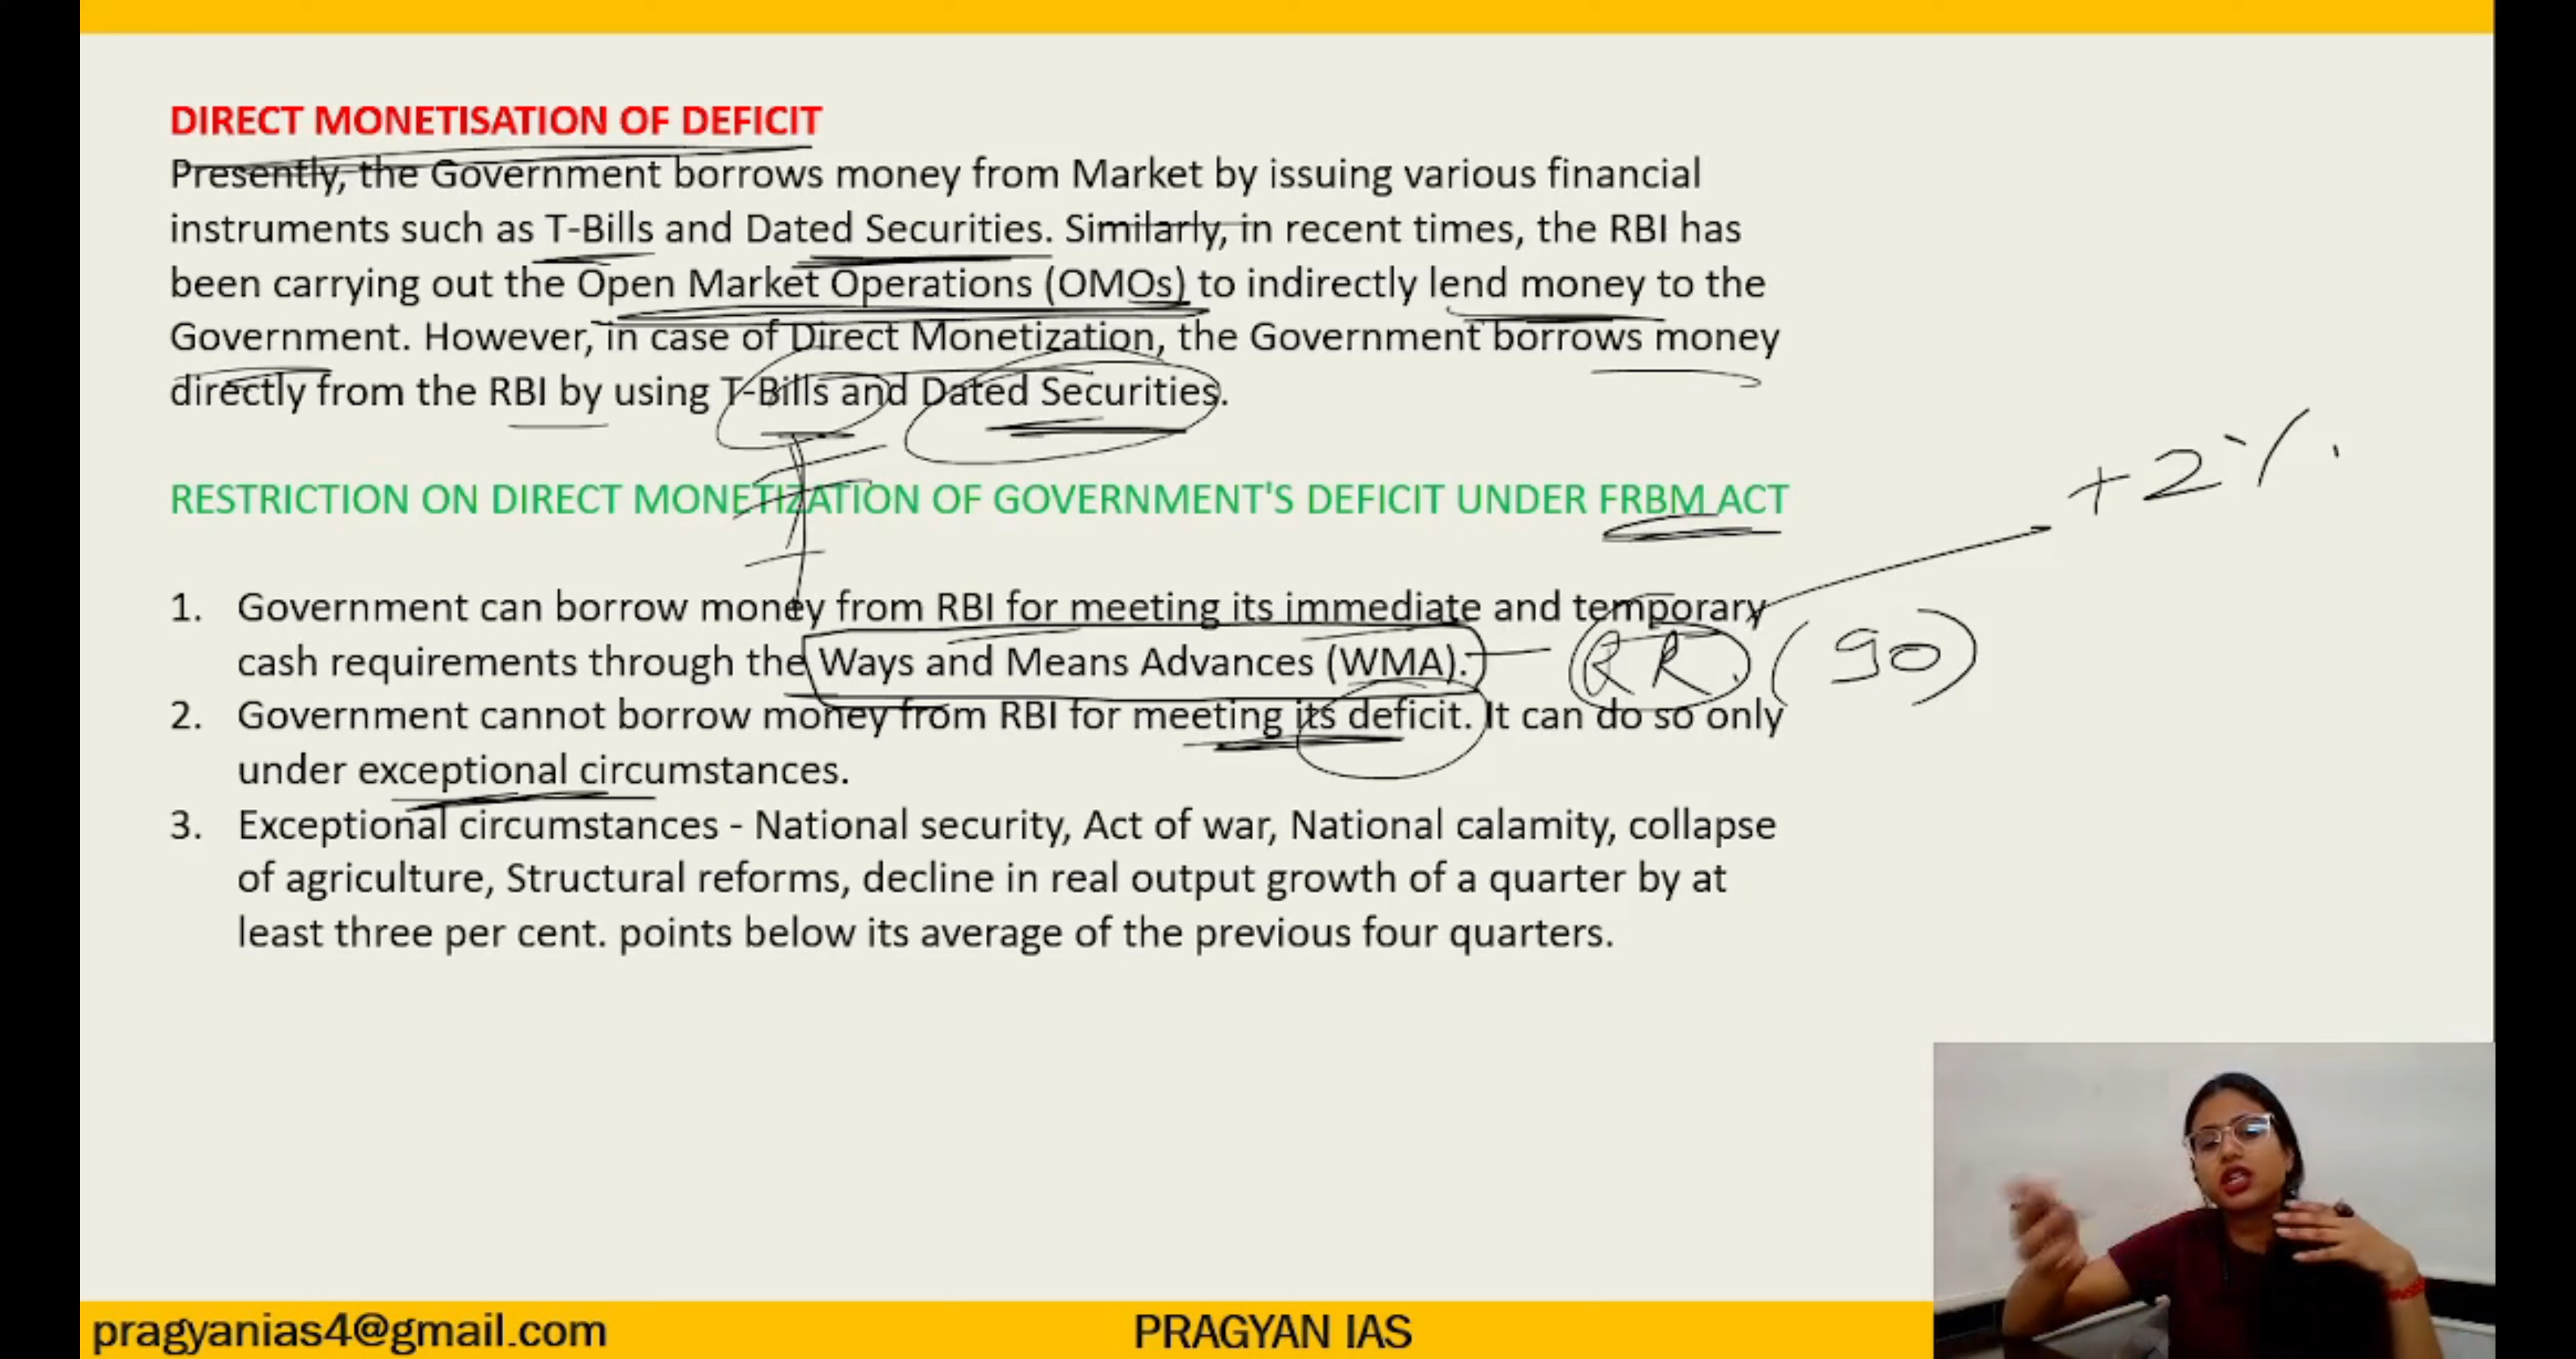 DIRECT MONETISATION OF DEFICIT
Presently, the Government borrows money from Market by issuing various financial
instruments such as T-Bills and Dated Securities. Similarly, in recent times, the RBI has
been carrying out the Open Market Operations (OMOs) to indirectly lend money to the
Government. However, in case of Direct Monetization, the Government borrows money
directly from the RBI by using T-Bills and Dated Securities.
+2%.
RESTRICTION ON DIRECT MONETIZATION OF GOVERNMENT'S DEFICIT UNDER FRBM ACT
1. Government can borrow money from RBI for meeting its immediate and temporary
cash requirements through the Ways and Means Advances (WMA). RR. (90)
2. Government cannot borrow money from RBI for meeting its deficit. It can do so only
under exceptional circumstances.
3. Exceptional circumstances - National security, Act of war, National calamity, collapse
of agriculture, Structural reforms, decline in real output growth of a quarter by at
least three per cent. points below its average of the previous four quarters.
pragyanias4@gmail.com
PRAGYAN IAS